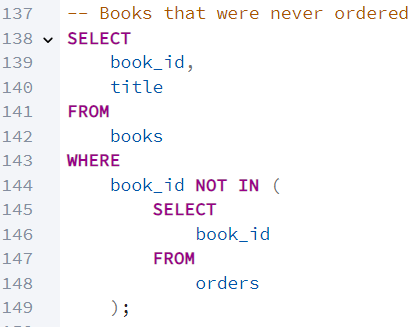 137 -- Books that were never ordered
138 SELECT
139     book_id,
140     title
141 FROM
142     books
143 WHERE
144     book_id NOT IN (
145         SELECT
146             book_id
147         FROM
148             orders
149     );